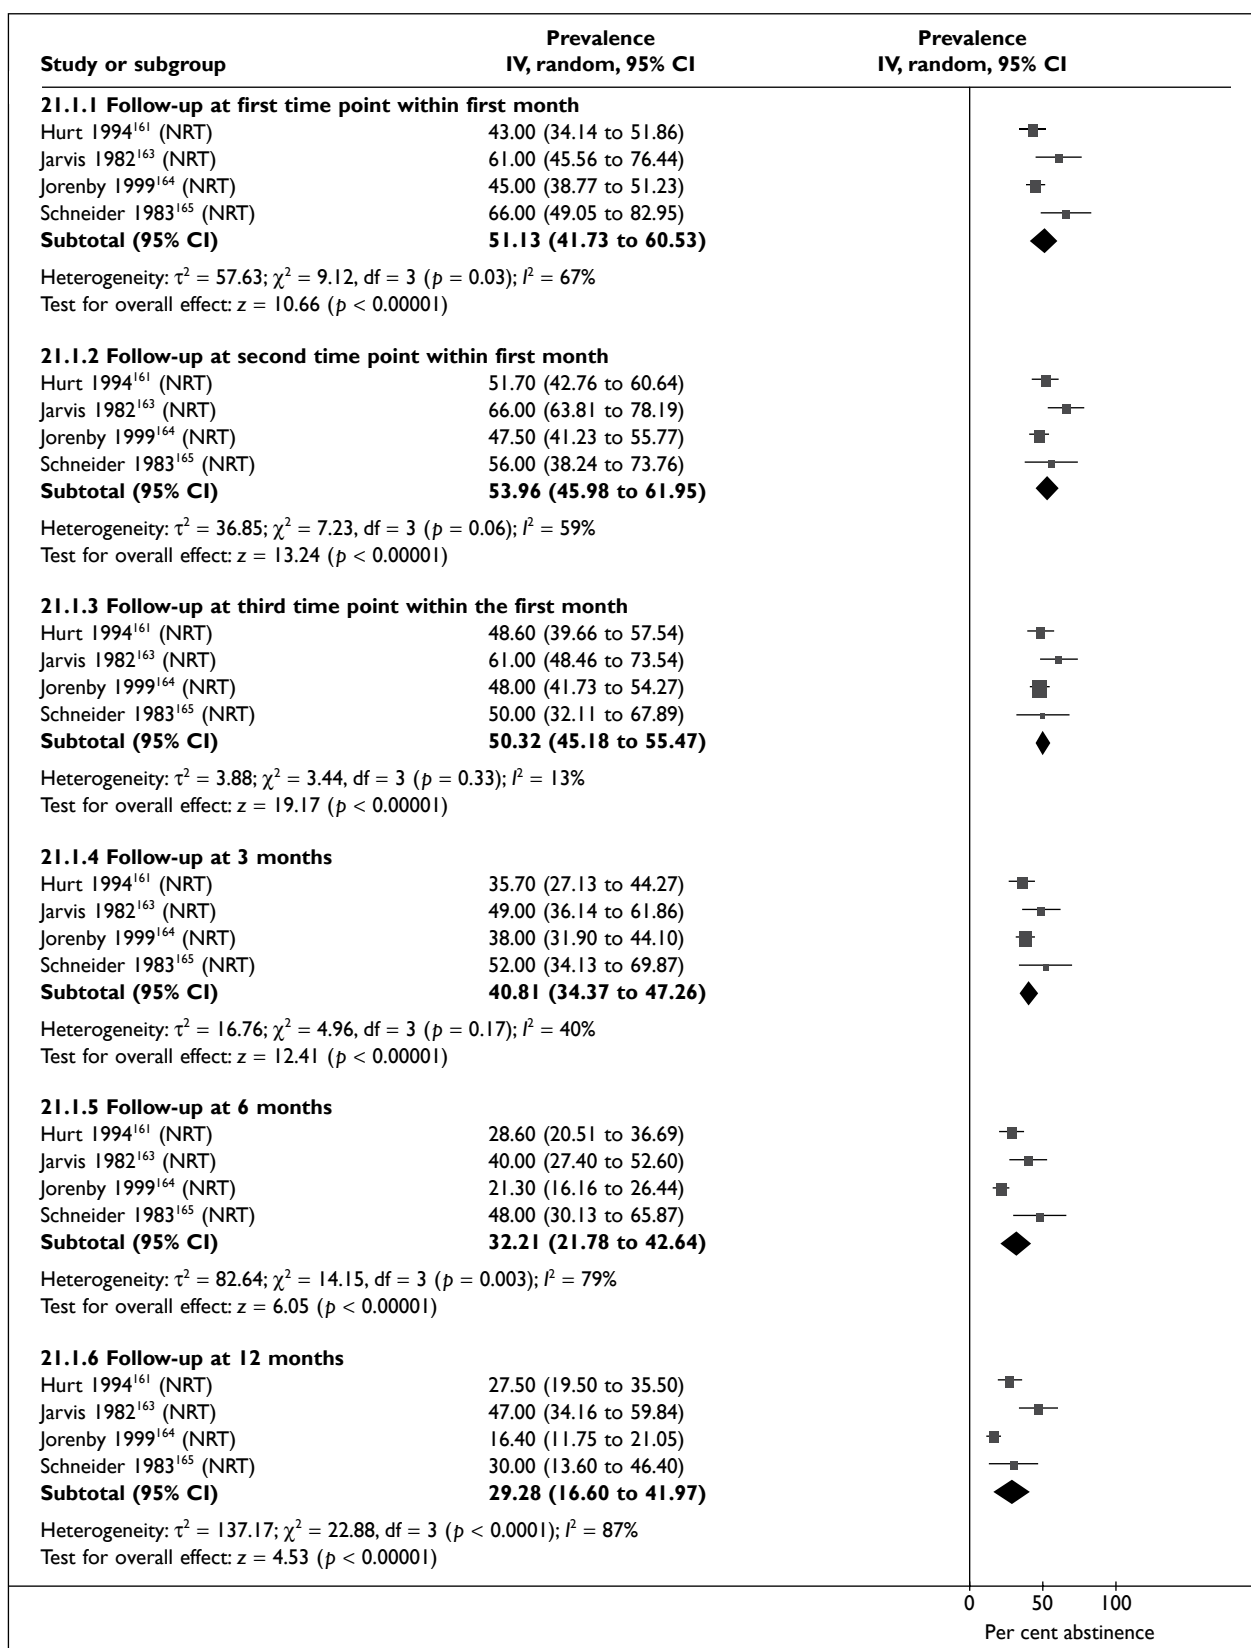 Prevalence Prevalence
Study or subgroup IV, random, 95% CI IV, random, 95% CI
21.1.1 Follow-up at first time point within first month
Hurt 1994¹⁶¹ (NRT) 43.00 (34.14 to 51.86)
Jarvis 1982¹⁶³ (NRT) 61.00 (45.56 to 76.44)
Jorenby 1999¹⁶⁴ (NRT) 45.00 (38.77 to 51.23)
Schneider 1983¹⁶⁵ (NRT) 66.00 (49.05 to 82.95)
Subtotal (95% CI) 51.13 (41.73 to 60.53)
Heterogeneity: τ² = 57.63; χ² = 9.12, df = 3 (p = 0.03); I² = 67%
Test for overall effect: z = 10.66 (p < 0.00001)
21.1.2 Follow-up at second time point within first month
Hurt 1994¹⁶¹ (NRT) 51.70 (42.76 to 60.64)
Jarvis 1982¹⁶³ (NRT) 66.00 (63.81 to 78.19)
Jorenby 1999¹⁶⁴ (NRT) 47.50 (41.23 to 55.77)
Schneider 1983¹⁶⁵ (NRT) 56.00 (38.24 to 73.76)
Subtotal (95% CI) 53.96 (45.98 to 61.95)
Heterogeneity: τ² = 36.85; χ² = 7.23, df = 3 (p = 0.06); I² = 59%
Test for overall effect: z = 13.24 (p < 0.00001)
21.1.3 Follow-up at third time point within the first month
Hurt 1994¹⁶¹ (NRT) 48.60 (39.66 to 57.54)
Jarvis 1982¹⁶³ (NRT) 61.00 (48.46 to 73.54)
Jorenby 1999¹⁶⁴ (NRT) 48.00 (41.73 to 54.27)
Schneider 1983¹⁶⁵ (NRT) 50.00 (32.11 to 67.89)
Subtotal (95% CI) 50.32 (45.18 to 55.47)
Heterogeneity: τ² = 3.88; χ² = 3.44, df = 3 (p = 0.33); I² = 13%
Test for overall effect: z = 19.17 (p < 0.00001)
21.1.4 Follow-up at 3 months
Hurt 1994¹⁶¹ (NRT) 35.70 (27.13 to 44.27)
Jarvis 1982¹⁶³ (NRT) 49.00 (36.14 to 61.86)
Jorenby 1999¹⁶⁴ (NRT) 38.00 (31.90 to 44.10)
Schneider 1983¹⁶⁵ (NRT) 52.00 (34.13 to 69.87)
Subtotal (95% CI) 40.81 (34.37 to 47.26)
Heterogeneity: τ² = 16.76; χ² = 4.96, df = 3 (p = 0.17); I² = 40%
Test for overall effect: z = 12.41 (p < 0.00001)
21.1.5 Follow-up at 6 months
Hurt 1994¹⁶¹ (NRT) 28.60 (20.51 to 36.69)
Jarvis 1982¹⁶³ (NRT) 40.00 (27.40 to 52.60)
Jorenby 1999¹⁶⁴ (NRT) 21.30 (16.16 to 26.44)
Schneider 1983¹⁶⁵ (NRT) 48.00 (30.13 to 65.87)
Subtotal (95% CI) 32.21 (21.78 to 42.64)
Heterogeneity: τ² = 82.64; χ² = 14.15, df = 3 (p = 0.003); I² = 79%
Test for overall effect: z = 6.05 (p < 0.00001)
21.1.6 Follow-up at 12 months
Hurt 1994¹⁶¹ (NRT) 27.50 (19.50 to 35.50)
Jarvis 1982¹⁶³ (NRT) 47.00 (34.16 to 59.84)
Jorenby 1999¹⁶⁴ (NRT) 16.40 (11.75 to 21.05)
Schneider 1983¹⁶⁵ (NRT) 30.00 (13.60 to 46.40)
Subtotal (95% CI) 29.28 (16.60 to 41.97)
Heterogeneity: τ² = 137.17; χ² = 22.88, df = 3 (p < 0.0001); I² = 87%
Test for overall effect: z = 4.53 (p < 0.00001)
0 50 100
Per cent abstinence